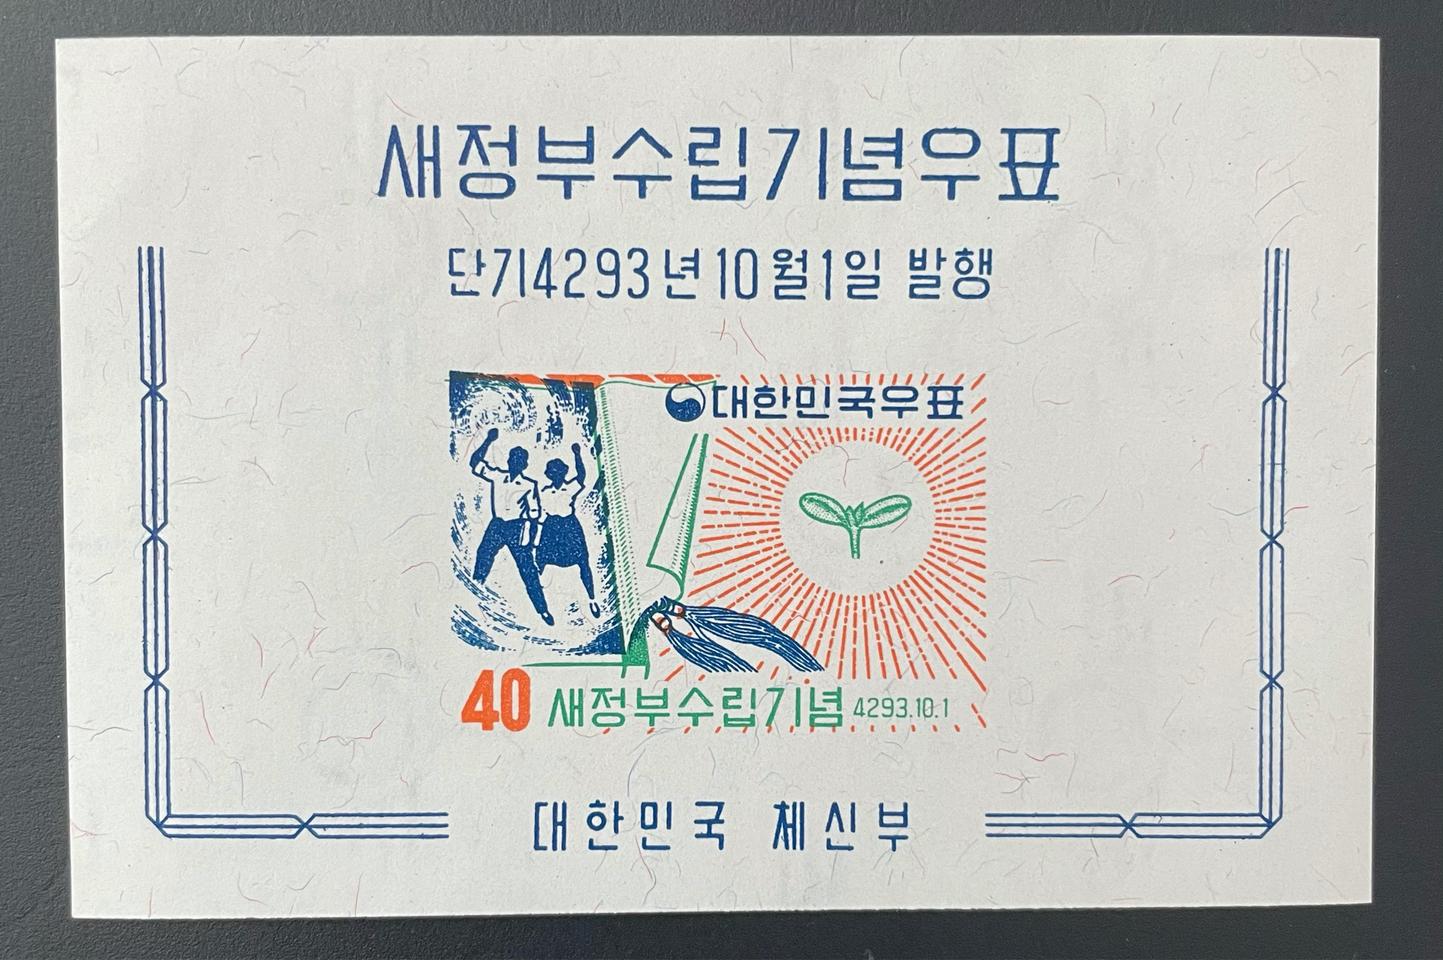 새정부수립기념우표
단기4293년10월1일 발행
대한민국우표
40 새정부수립기념 4293.10.1
대한민국 체신부